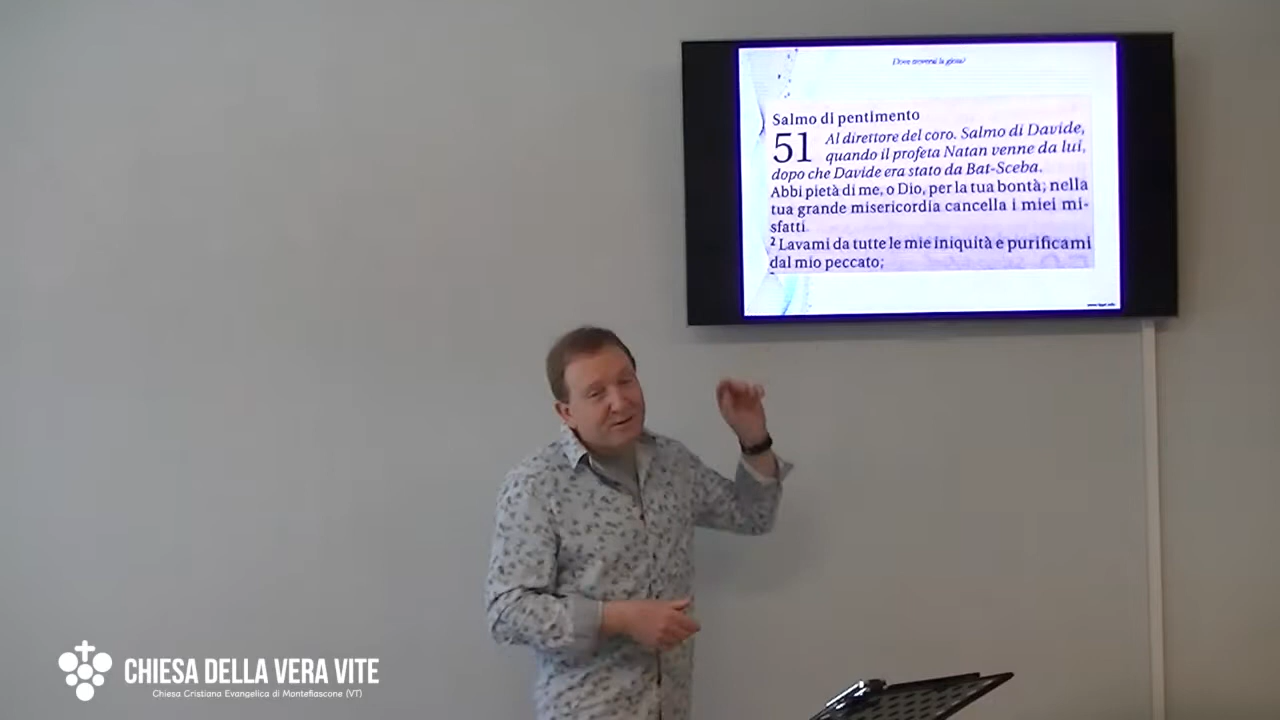 Dove troverai la gioia?
Salmo di pentimento
51 Al direttore del coro. Salmo di Davide,
quando il profeta Natan venne da lui,
dopo che Davide era stato da Bat-Sceba.
Abbi pietà di me, o Dio, per la tua bontà; nella
tua grande misericordia cancella i miei mi-
sfatti.
2 Lavami da tutte le mie iniquità e purificami
dal mio peccato;
CHIESA DELLA VERA VITE
Chiesa Cristiana Evangelica di Montefiascone (VT)